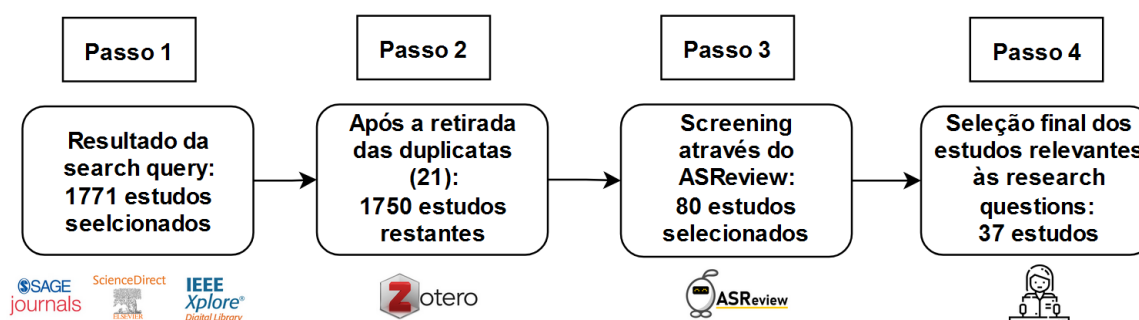 Passo 1
Passo 2
Passo 3
Passo 4
Resultado da
search query:
1771 estudos
seelcionados
Após a retirada
das duplicatas
(21):
1750 estudos
restantes
Screening
através do
ASReview:
80 estudos
selecionados
Seleção final dos
estudos relevantes
às research
questions:
37 estudos
SAGE
journals
ScienceDirect
ELSEVIER
IEEE
Xplore®
Digital Library
Zotero
ASReview